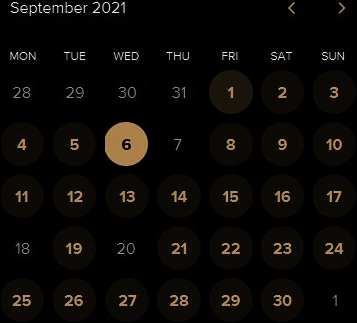 September 2021 < >
MON TUE WED THU FRI SAT SUN
28 29 30 31 1 2 3
4 5 6 7 8 9 10
11 12 13 14 15 16 17
18 19 20 21 22 23 24
25 26 27 28 29 30 1